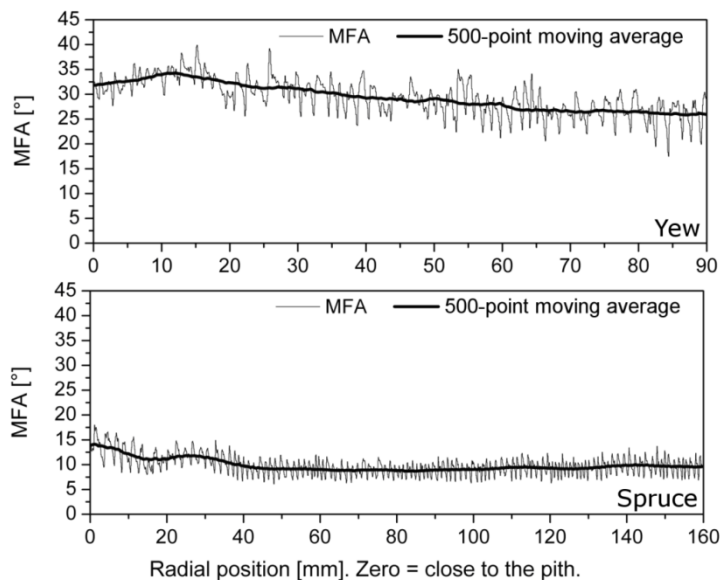 MFA 500-point moving average
45
40
35
30
25
20
15
10
5
0
MFA [°]
Yew
0 10 20 30 40 50 60 70 80 90
MFA 500-point moving average
45
40
35
30
25
20
15
10
5
0
MFA [°]
Spruce
0 20 40 60 80 100 120 140 160
Radial position [mm]. Zero = close to the pith.